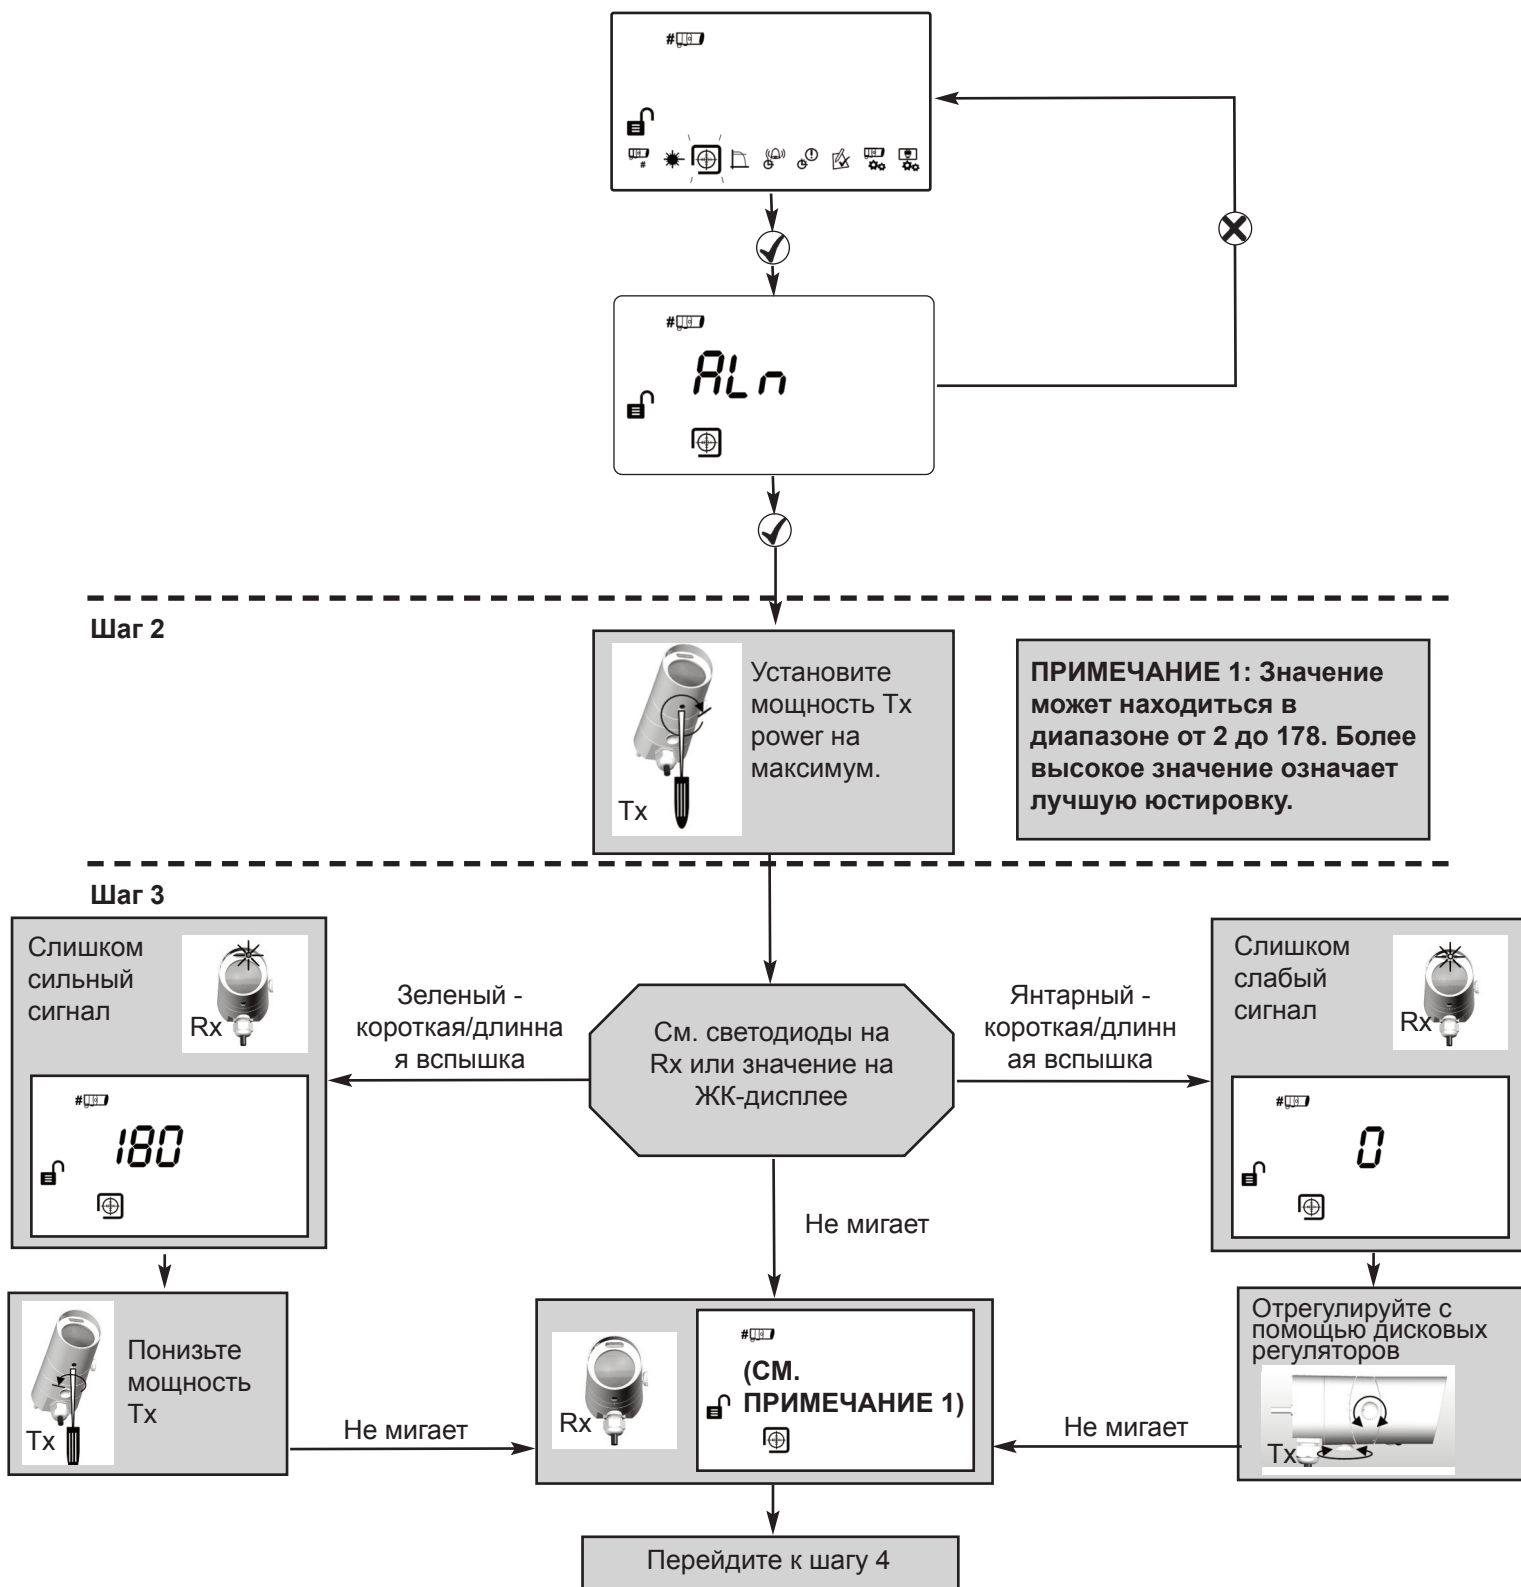 #
#
#
ALn
Шаг 2
Установите
мощность Tx
power на
максимум.
Tx
ПРИМЕЧАНИЕ 1: Значение
может находиться в
диапазоне от 2 до 178. Более
высокое значение означает
лучшую юстировку.
Шаг 3
Слишком
сильный
сигнал
Rx
#
180
Зеленый -
короткая/длинна
я вспышка
См. светодиоды на
Rx или значение на
ЖК-дисплее
Янтарный -
короткая/длинн
ая вспышка
Слишком
слабый
сигнал
Rx
#
0
Не мигает
Понизьте
мощность
Tx
Tx
Не мигает
Rx
#
(СМ.
ПРИМЕЧАНИЕ 1)
Не мигает
Отрегулируйте с
помощью дисковых
регуляторов
Tx
Перейдите к шагу 4